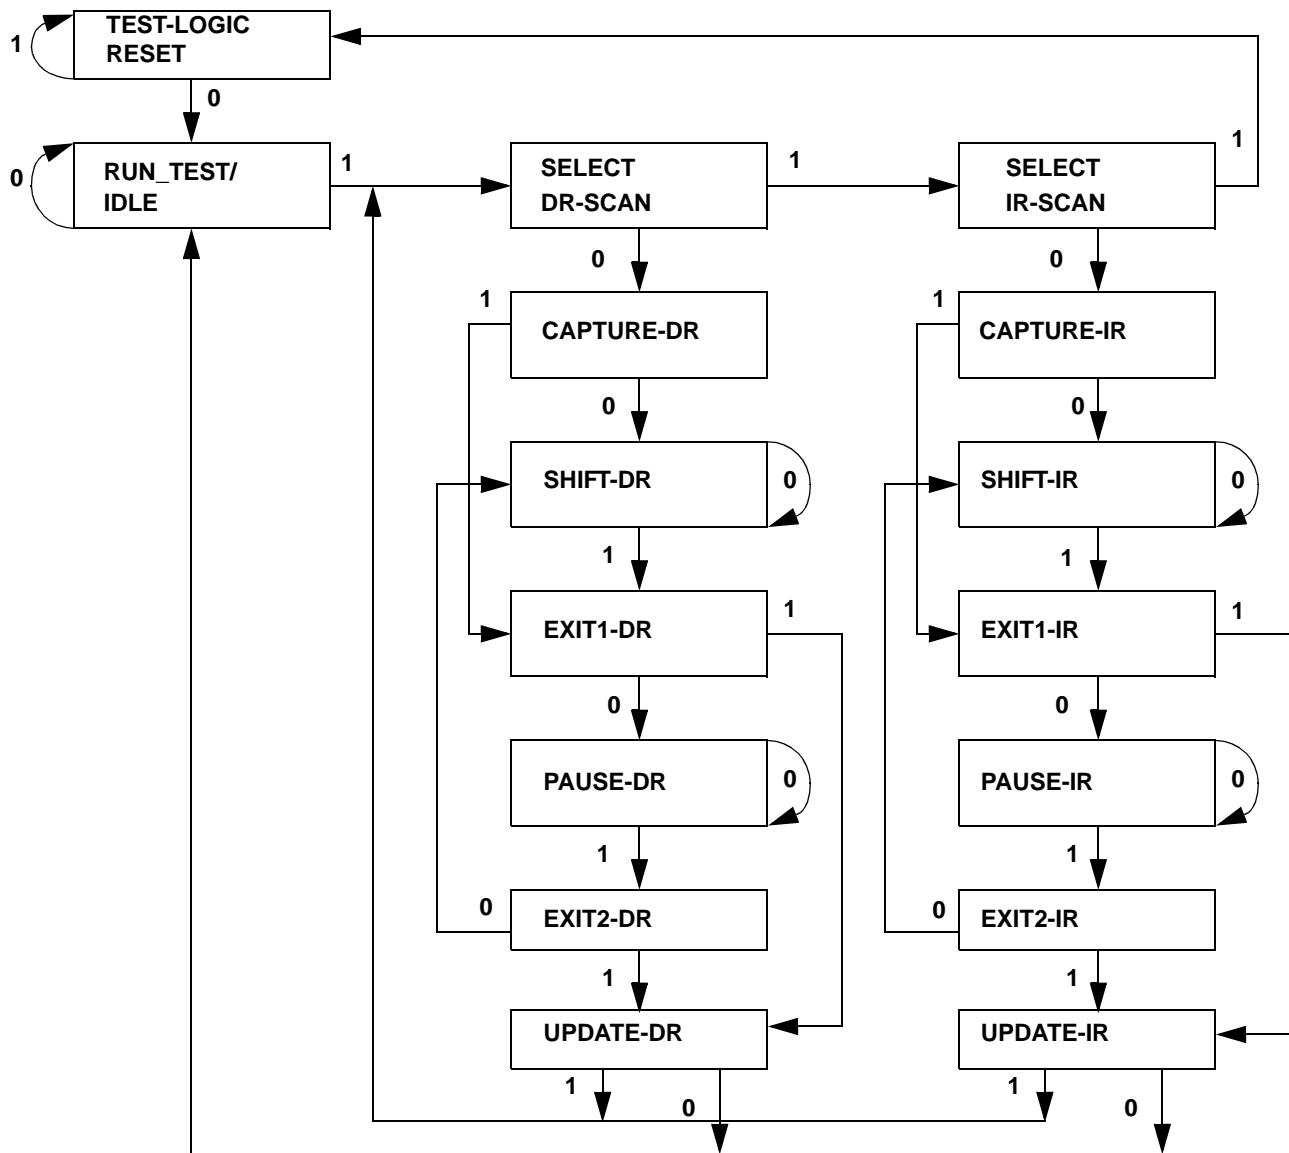 TEST-LOGIC
RESET
1
0
RUN_TEST/
IDLE
0
1
SELECT
DR-SCAN
1
SELECT
IR-SCAN
1
0
0
1
CAPTURE-DR
1
CAPTURE-IR
0
0
SHIFT-DR
0
SHIFT-IR
0
1
1
EXIT1-DR
1
EXIT1-IR
1
0
0
PAUSE-DR
0
PAUSE-IR
0
1
1
0
EXIT2-DR
0
EXIT2-IR
1
1
UPDATE-DR
UPDATE-IR
1
0
1
0